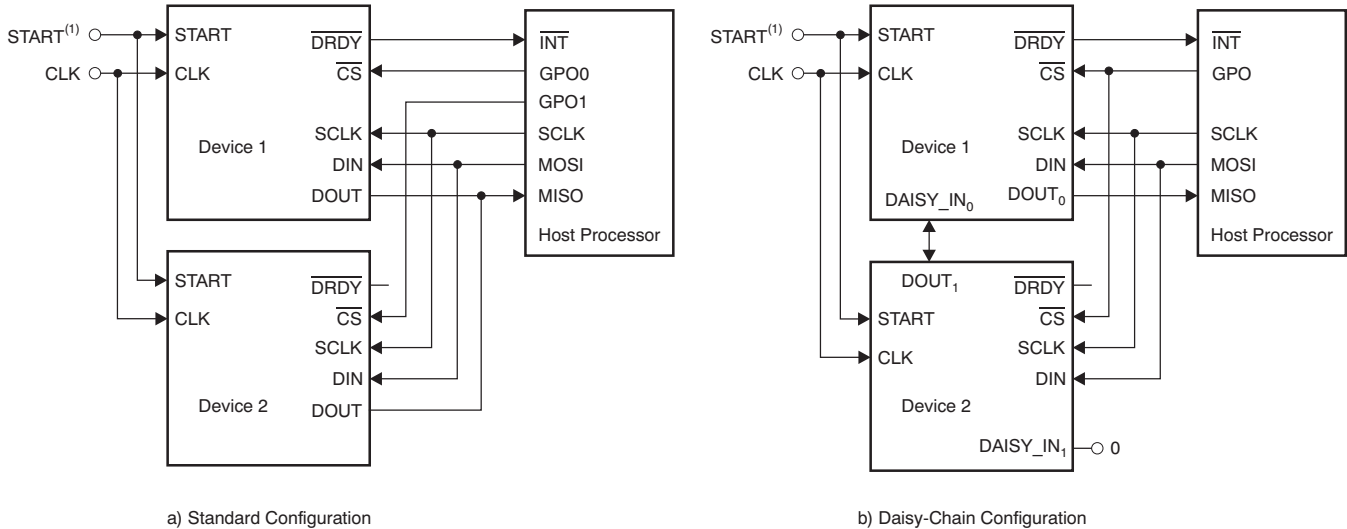 START(1)
CLK
START
CLK
Device 1
DRDY
CS
SCLK
DIN
DOUT
INT
GPO0
GPO1
SCLK
MOSI
MISO
Host Processor
START
CLK
Device 2
DRDY
CS
SCLK
DIN
DOUT
a) Standard Configuration
START(1)
CLK
START
CLK
Device 1
DRDY
CS
SCLK
DIN
DOUT0
DAISY_IN0
INT
GPO
SCLK
MOSI
MISO
Host Processor
DOUT1
START
CLK
Device 2
DRDY
CS
SCLK
DIN
DAISY_IN1
0
b) Daisy-Chain Configuration